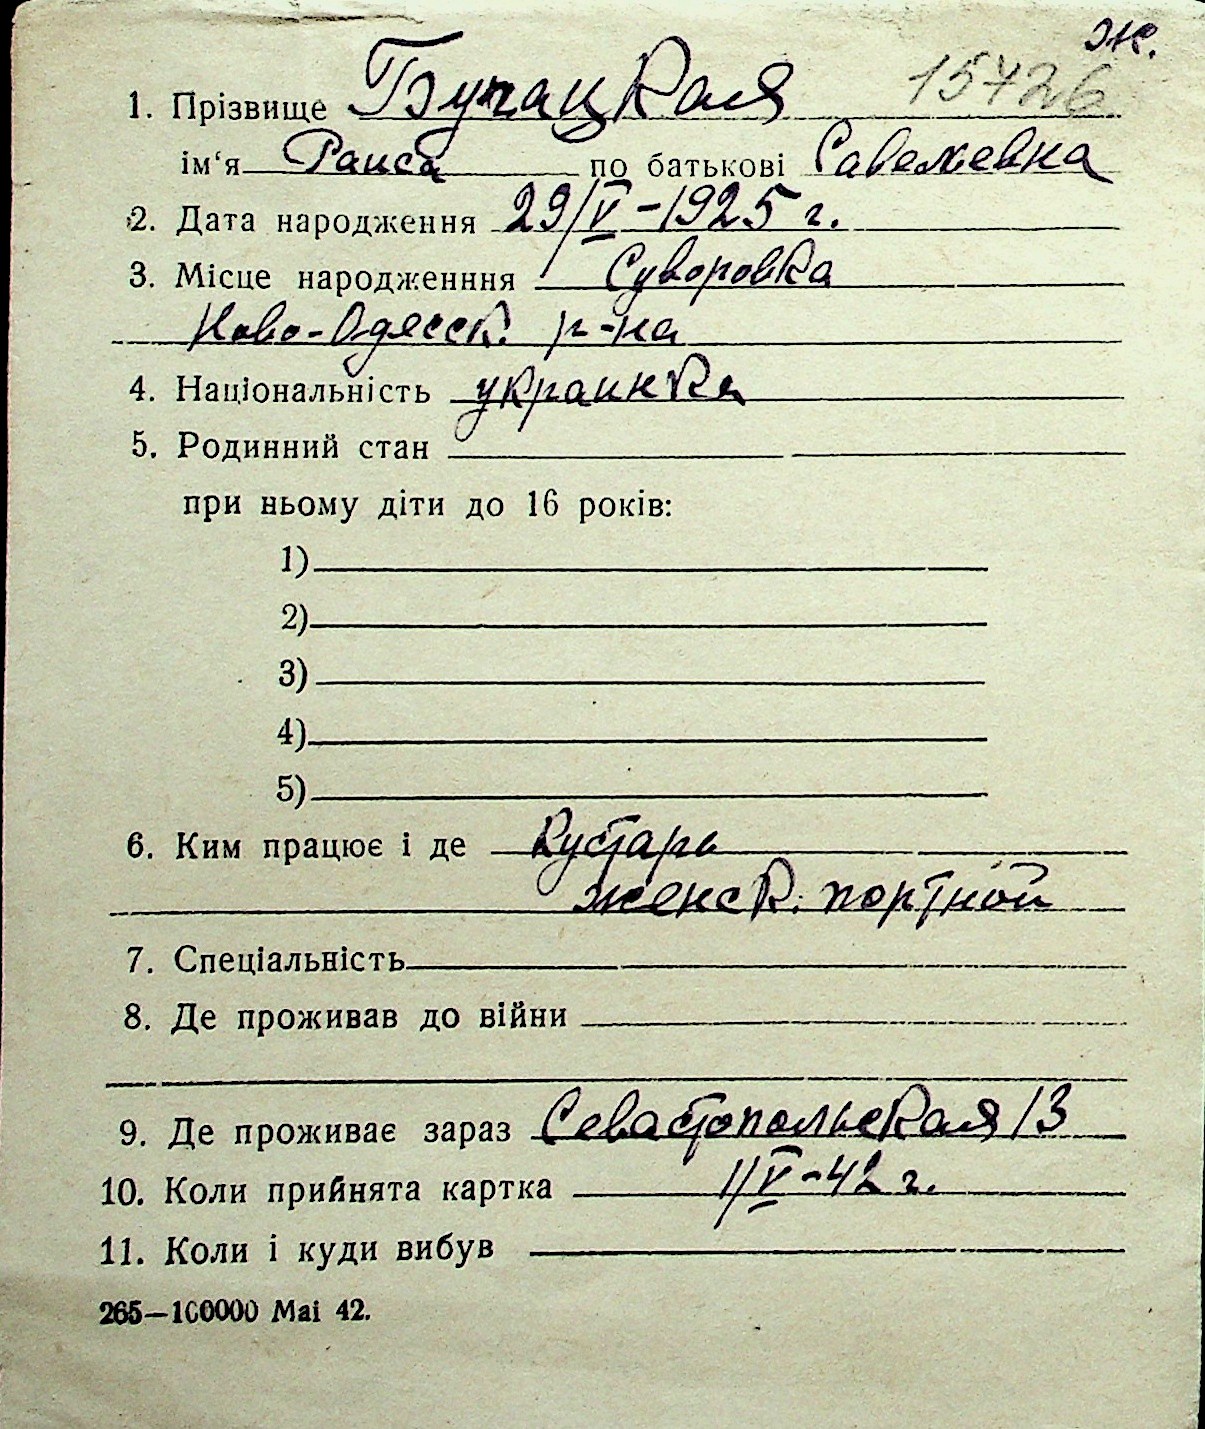 ж.
15726
1. Прізвище Бугацкая
ім‘я Раиса по батькові Савельевна
2. Дата народження 29/V-1925 г.
3. Місце народженння Суворовка
Ново-Одесск. р-на
4. Національність украинка
5. Родинний стан
при ньому діти до 16 років:
1)
2)
3)
4)
5)
6. Ким працює і де Кустарь
женск. портной
7. Спеціальність
8. Де проживав до війни
9. Де проживає зараз Севастопольская 13
10. Коли прийнята картка 1/V-42 г.
11. Коли і куди вибув
265—100000 Mai 42.